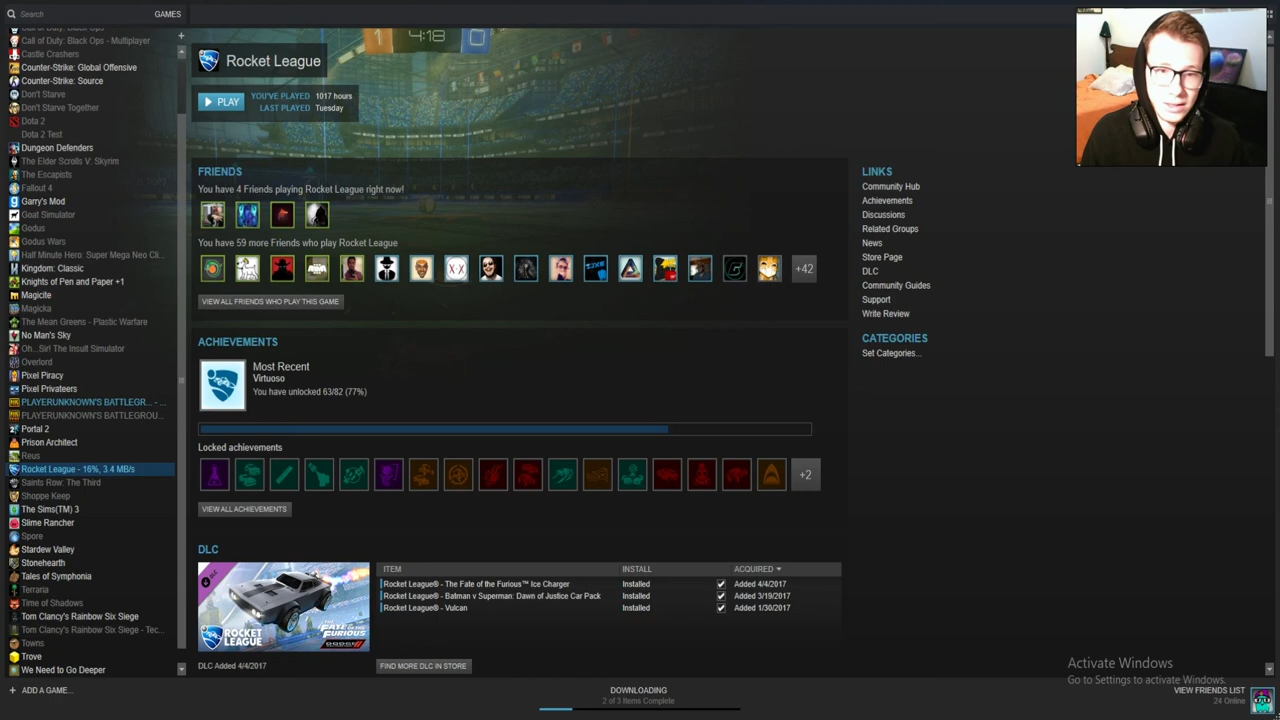 Search
GAMES
Call of Duty: Black Ops
Call of Duty: Black Ops - Multiplayer
Castle Crashers
Counter-Strike: Global Offensive
Counter-Strike: Source
Don't Starve
Don't Starve Together
Dota 2
Dota 2 Test
Dungeon Defenders
The Elder Scrolls V: Skyrim
The Escapists
Fallout 4
Garry's Mod
Goat Simulator
Godus
Godus Wars
Half Minute Hero: Super Mega Neo Cli...
Kingdom: Classic
Knights of Pen and Paper +1
Magicite
Magicka
The Mean Greens - Plastic Warfare
No Man's Sky
Oh...Sir! The Insult Simulator
Overlord
Pixel Piracy
Pixel Privateers
PLAYERUNKNOWN'S BATTLEGR... - ...
PLAYERUNKNOWN'S BATTLEGROU...
Portal 2
Prison Architect
Reus
Rocket League - 16%, 3.4 MB/s
Saints Row: The Third
Shoppe Keep
The Sims(TM) 3
Slime Rancher
Spore
Stardew Valley
Stonehearth
Tales of Symphonia
Terraria
Time of Shadows
Tom Clancy's Rainbow Six Siege
Tom Clancy's Rainbow Six Siege - Tec...
Towns
Trove
We Need to Go Deeper
+ ADD A GAME...
1 4:18 0
Rocket League
PLAY
YOU'VE PLAYED 1017 hours
LAST PLAYED Tuesday
FRIENDS
You have 4 Friends playing Rocket League right now!
You have 59 more Friends who play Rocket League
+42
VIEW ALL FRIENDS WHO PLAY THIS GAME
ACHIEVEMENTS
Most Recent
Virtuoso
You have unlocked 63/82 (77%)
Locked achievements
+2
VIEW ALL ACHIEVEMENTS
DLC
ITEM INSTALL ACQUIRED
Rocket League® - The Fate of the Furious™ Ice Charger Installed Added 4/4/2017
Rocket League® - Batman v Superman: Dawn of Justice Car Pack Installed Added 3/19/2017
Rocket League® - Vulcan Installed Added 1/30/2017
DLC
ROCKET LEAGUE
DLC Added 4/4/2017
FIND MORE DLC IN STORE
LINKS
Community Hub
Achievements
Discussions
Related Groups
News
Store Page
DLC
Community Guides
Support
Write Review
CATEGORIES
Set Categories...
Activate Windows
Go to Settings to activate Windows.
DOWNLOADING
2 of 3 Items Complete
VIEW FRIENDS LIST
24 Online